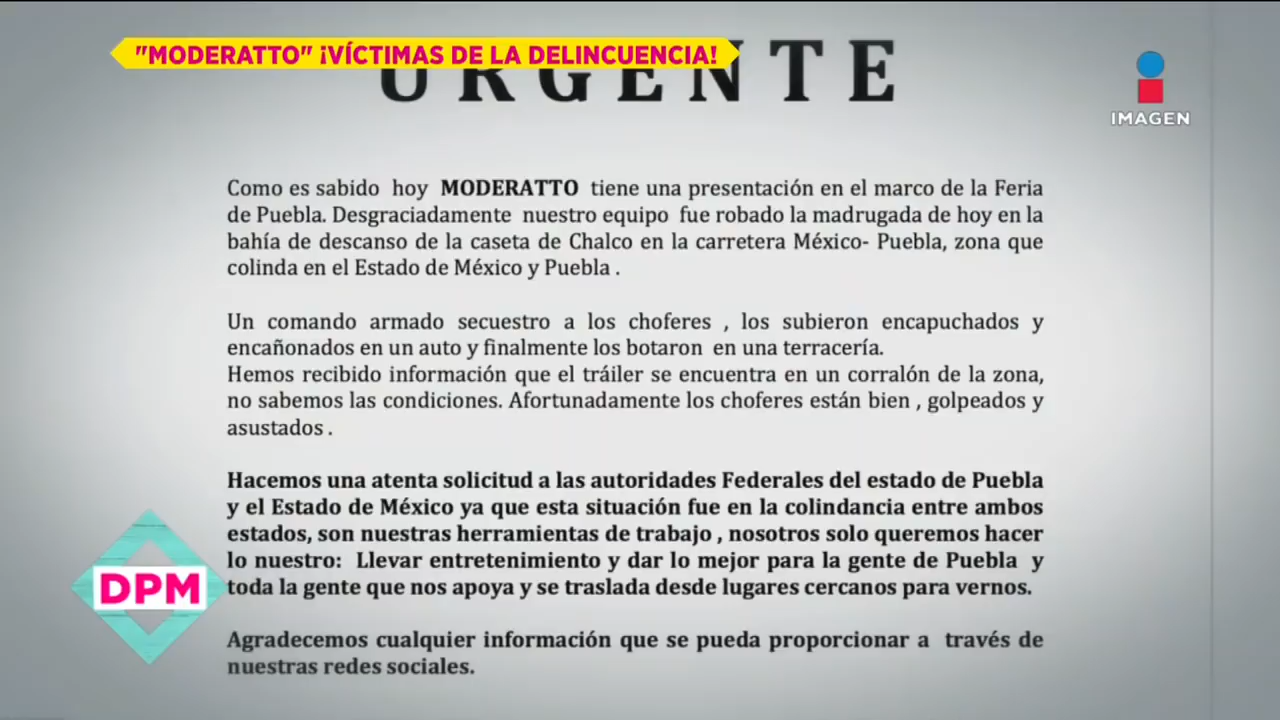 "MODERATTO" ¡VÍCTIMAS DE LA DELINCUENCIA!
URGENTE
IMAGEN
Como es sabido hoy MODERATTO tiene una presentación en el marco de la Feria
de Puebla. Desgraciadamente nuestro equipo fue robado la madrugada de hoy en la
bahía de descanso de la caseta de Chalco en la carretera México- Puebla, zona que
colinda en el Estado de México y Puebla .
Un comando armado secuestro a los choferes , los subieron encapuchados y
encañonados en un auto y finalmente los botaron en una terracería.
Hemos recibido información que el tráiler se encuentra en un corralón de la zona,
no sabemos las condiciones. Afortunadamente los choferes están bien , golpeados y
asustados .
Hacemos una atenta solicitud a las autoridades Federales del estado de Puebla
y el Estado de México ya que esta situación fue en la colindancia entre ambos
estados, son nuestras herramientas de trabajo , nosotros solo queremos hacer
lo nuestro: Llevar entretenimiento y dar lo mejor para la gente de Puebla y
toda la gente que nos apoya y se traslada desde lugares cercanos para vernos.
DPM
Agradecemos cualquier información que se pueda proporcionar a través de
nuestras redes sociales.